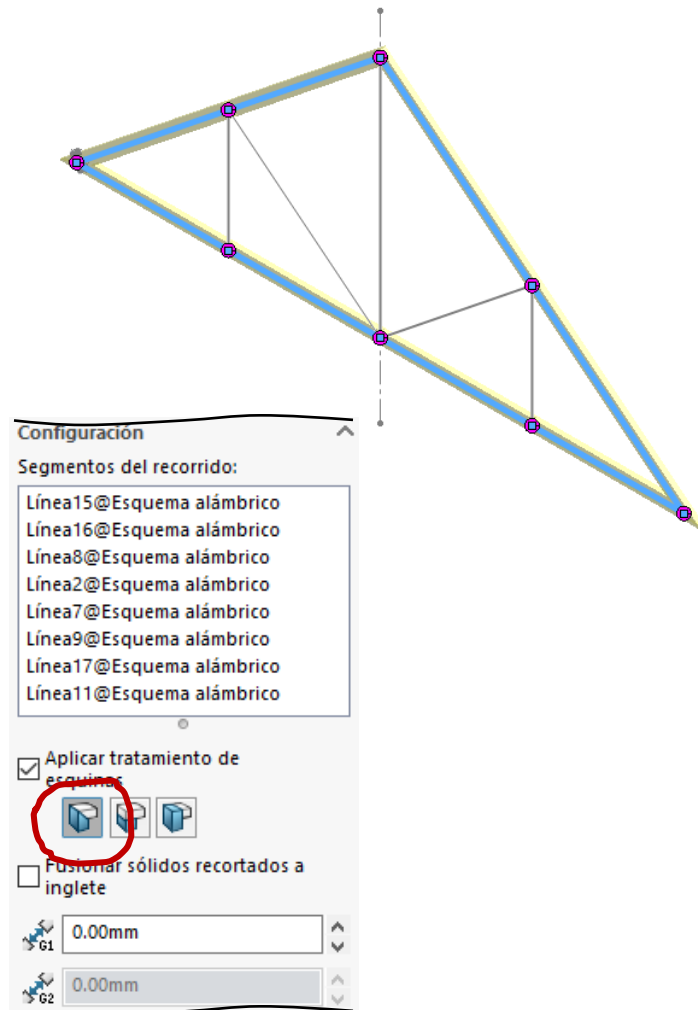 Configuración
Segmentos del recorrido:
Línea15@Esquema alámbrico
Línea16@Esquema alámbrico
Línea8@Esquema alámbrico
Línea2@Esquema alámbrico
Línea7@Esquema alámbrico
Línea9@Esquema alámbrico
Línea17@Esquema alámbrico
Línea11@Esquema alámbrico
Aplicar tratamiento de
esquinas
Fusionar sólidos recortados a
inglete
G1 0.00mm
G2 0.00mm